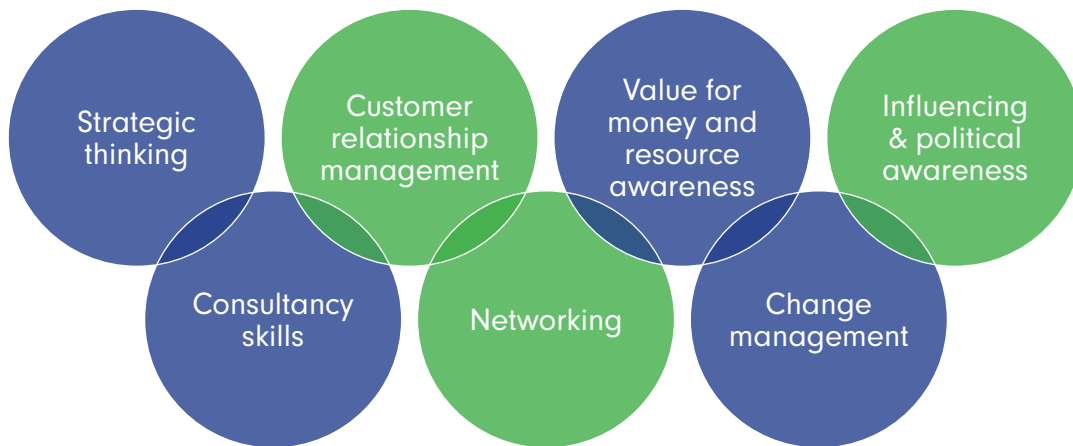 Strategic
thinking
Customer
relationship
management
Value for
money and
resource
awareness
Influencing
& political
awareness
Consultancy
skills
Networking
Change
management